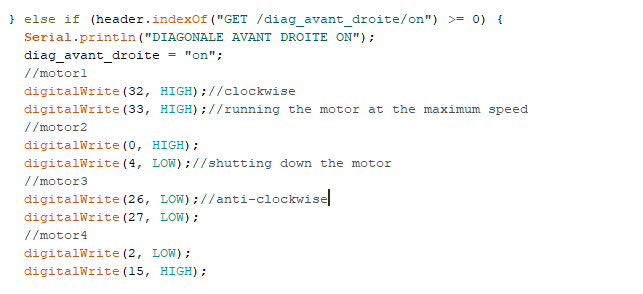 } else if (header.indexOf("GET /diag_avant_droite/on") >= 0) {
Serial.println("DIAGONALE AVANT DROITE ON");
diag_avant_droite = "on";
//motor1
digitalWrite(32, HIGH);//clockwise
digitalWrite(33, HIGH);//running the motor at the maximum speed
//motor2
digitalWrite(0, HIGH);
digitalWrite(4, LOW);//shutting down the motor
//motor3
digitalWrite(26, LOW);//anti-clockwise
digitalWrite(27, LOW);
//motor4
digitalWrite(2, LOW);
digitalWrite(15, HIGH);